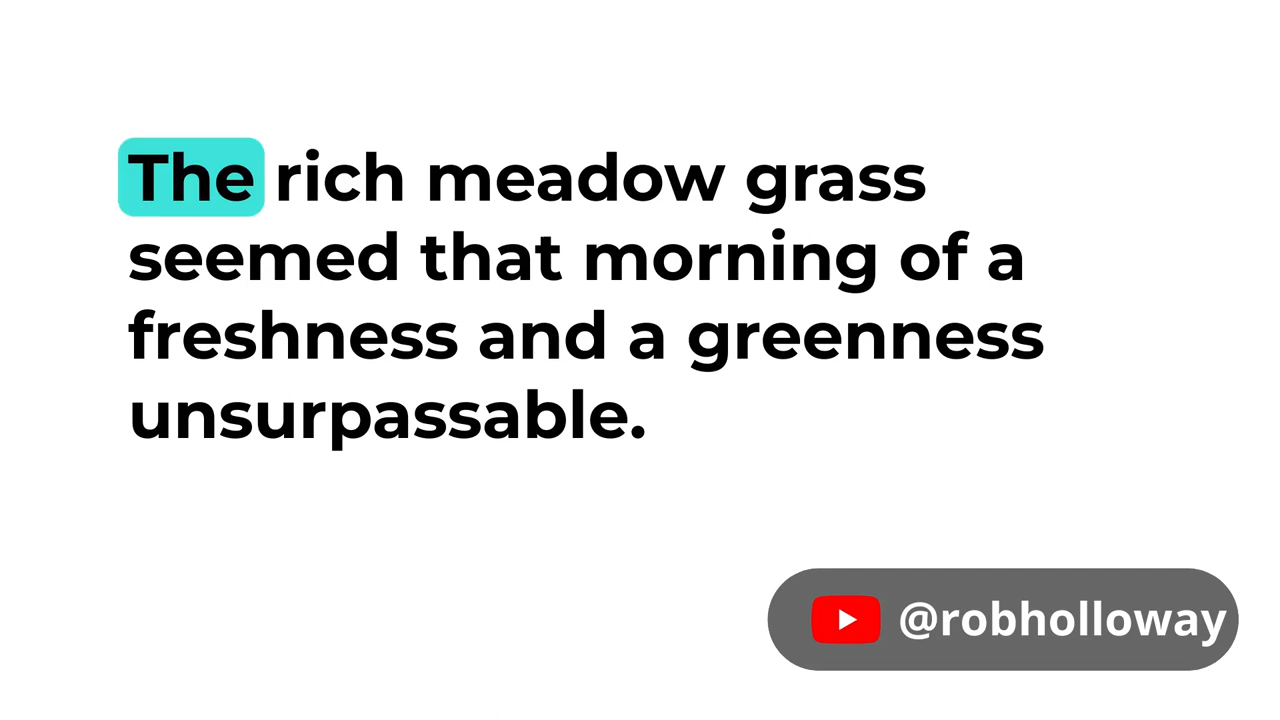 The rich meadow grass
seemed that morning of a
freshness and a greenness
unsurpassable.
@robholloway